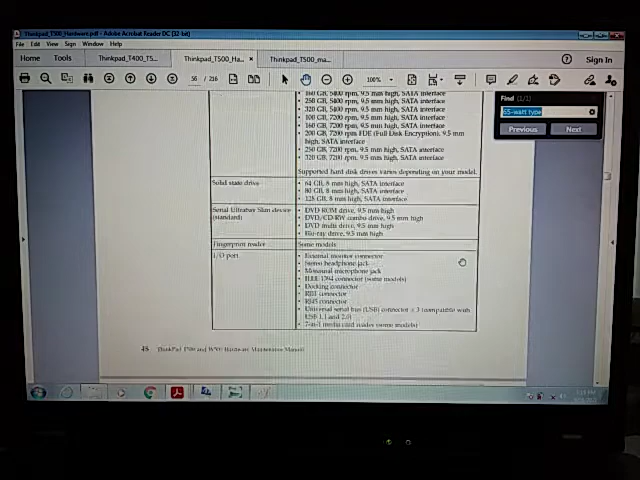 Thinkpad_T500_Hardware.pdf - Adobe Acrobat Reader DC (32-bit)
File Edit View Sign Window Help
Home Tools Thinkpad_T400_T5... Thinkpad_T500_Ha... × Thinkpad_T500_ma... Sign In
56 / 216 100%
Find (1/1)
65-watt type
Previous Next
160 GB, 5400 rpm, 9.5 mm high, SATA interface
• 250 GB, 5400 rpm, 9.5 mm high, SATA interface
• 320 GB, 5400 rpm, 9.5 mm high, SATA interface
• 100 GB, 7200 rpm, 9.5 mm high, SATA interface
• 160 GB, 7200 rpm, 9.5 mm high, SATA interface
• 200 GB, 7200 rpm FDE (Full Disk Encryption), 9.5 mm
high, SATA interface
• 250 GB, 7200 rpm, 9.5 mm high, SATA interface
• 320 GB, 7200 rpm, 9.5 mm high, SATA interface
Supported hard disk drives varies depending on your model.
Solid state drive
• 64 GB, 8 mm high, SATA interface
• 80 GB, 8 mm high, SATA interface
• 128 GB, 8 mm high, SATA interface
Serial Ultrabay Slim device
(standard)
• DVD ROM drive, 9.5 mm high
• DVD/CD-RW combo drive, 9.5 mm high
• DVD multi drive, 9.5 mm high
• Blu-ray drive, 9.5 mm high
Fingerprint reader Some models
I/O port
• External monitor connector
• Stereo headphone jack
• Monaural microphone jack
• IEEE 1394 connector (some models)
• Docking connector
• RJ11 connector
• RJ45 connector
• Universal serial bus (USB) connector × 3 (compatible with
USB 1.1 and 2.0)
• 7-in-1 media card reader (some models)
48 ThinkPad T500 and W500 Hardware Maintenance Manual